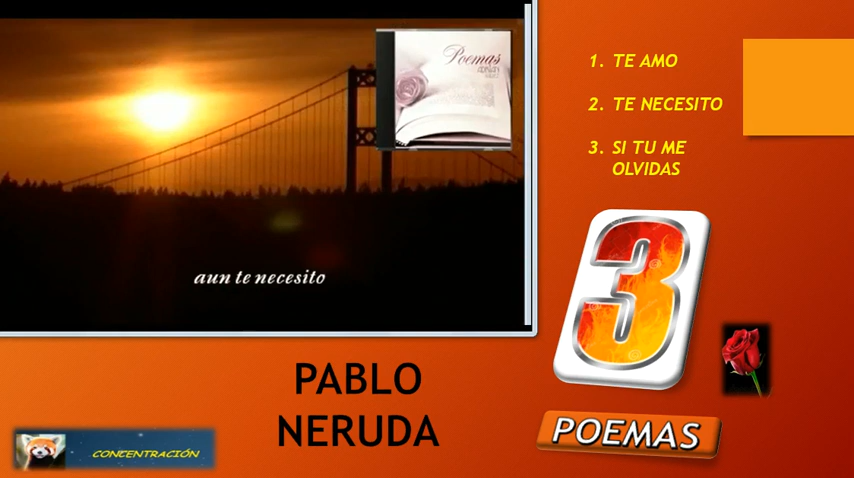 Poemas
1. TE AMO
2. TE NECESITO
3. SI TU ME
OLVIDAS
3
aun te necesito
PABLO
NERUDA
POEMAS
CONCENTRACIÓN